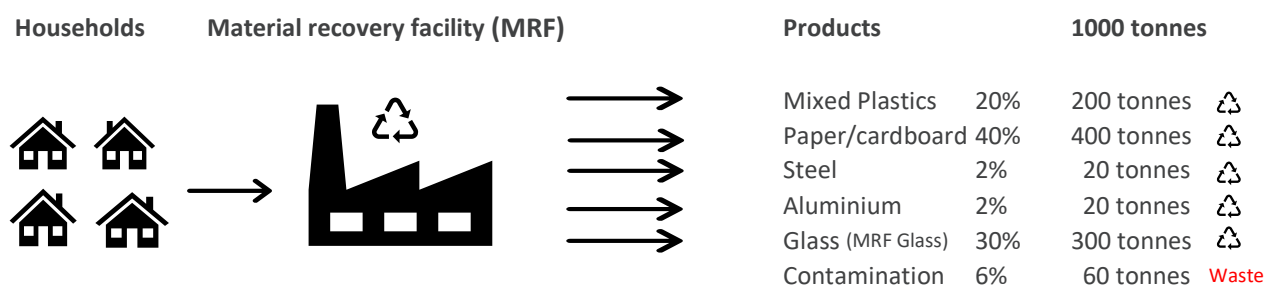 Households Material recovery facility (MRF) Products 1000 tonnes
Mixed Plastics 20% 200 tonnes
Paper/cardboard 40% 400 tonnes
Steel 2% 20 tonnes
Aluminium 2% 20 tonnes
Glass (MRF Glass) 30% 300 tonnes
Contamination 6% 60 tonnes Waste